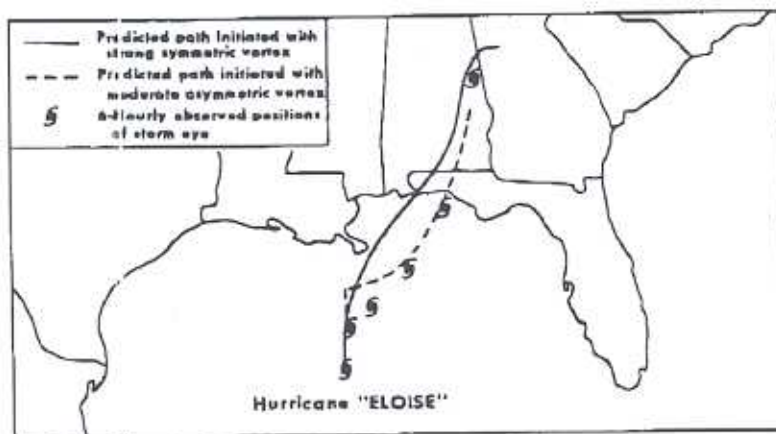 Predicted path Initiated with
strong symmetric vortex
Predicted path initiated with
moderate asymmetric vortex
6-Hourly observed positions
of storm eye
Hurricane "ELOISE"